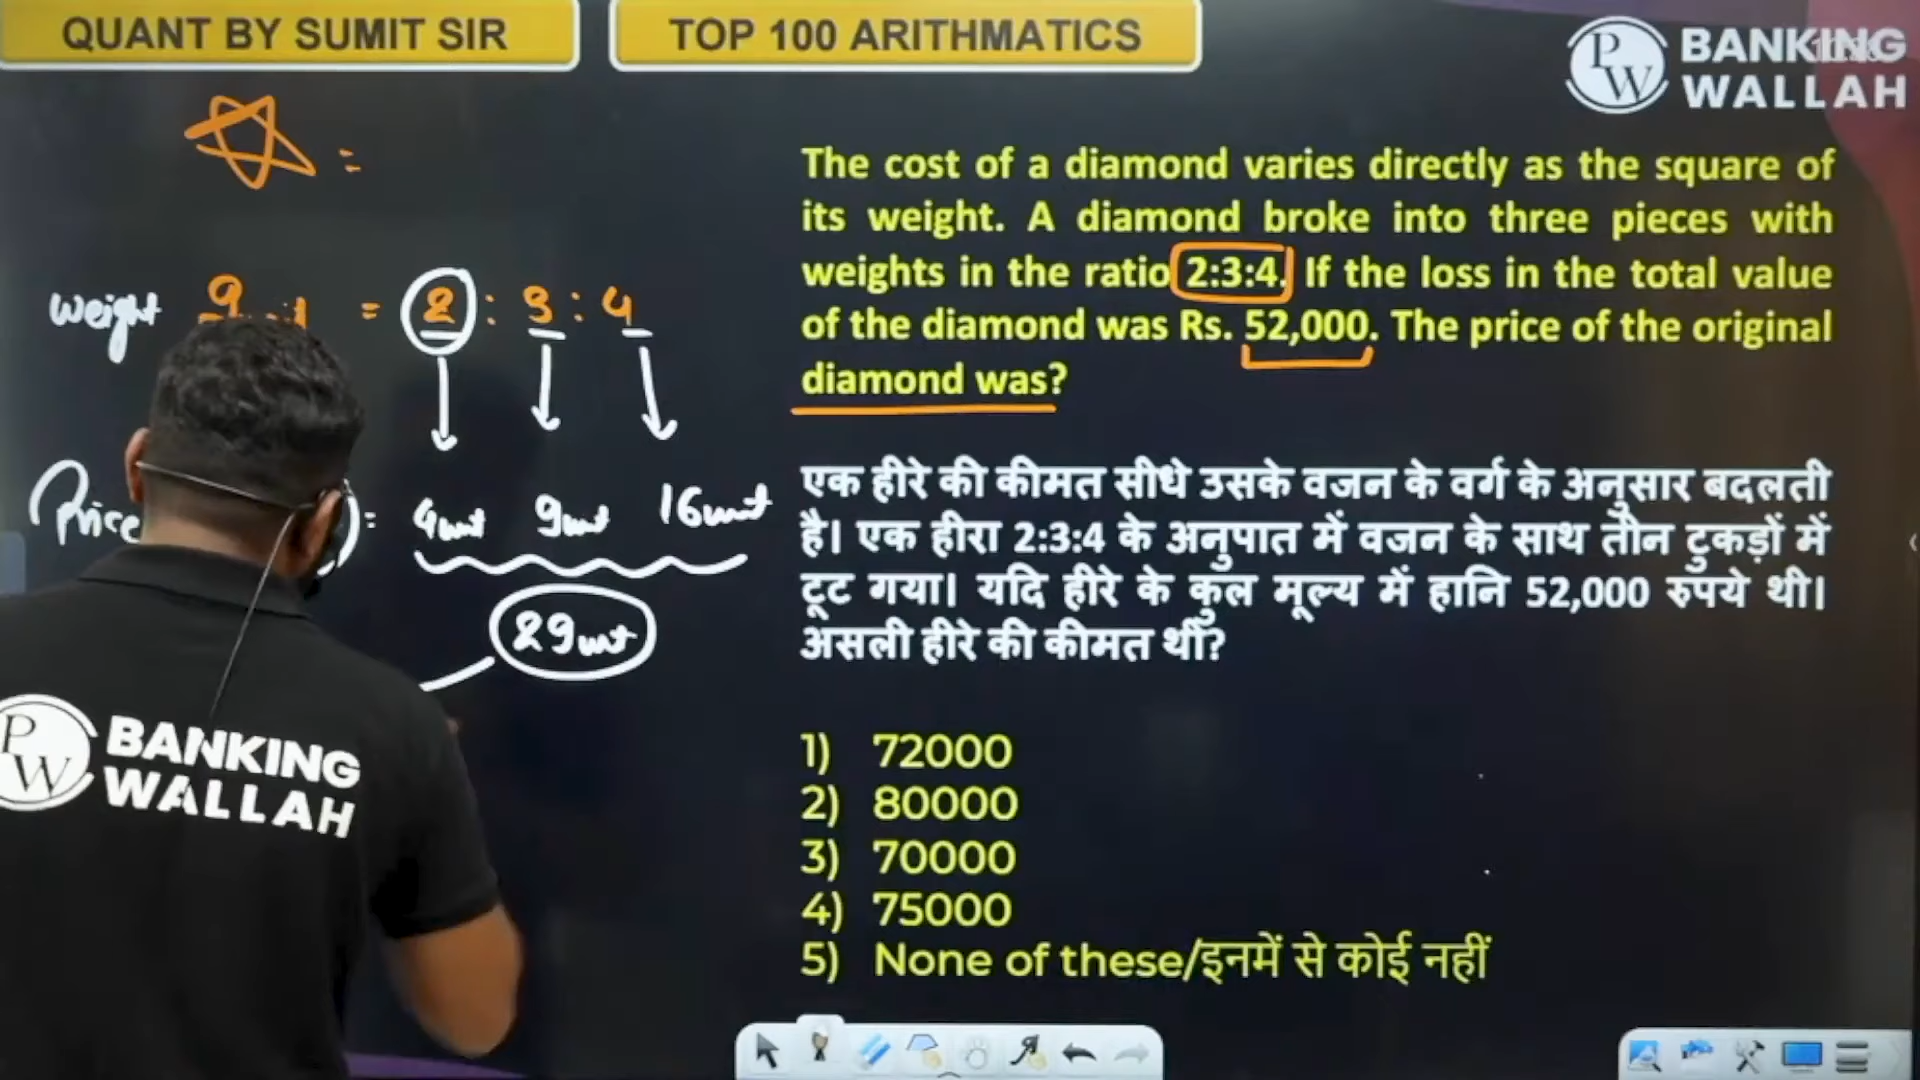 QUANT BY SUMIT SIR
TOP 100 ARITHMATICS
PW BANKING WALLAH
The cost of a diamond varies directly as the square of
its weight. A diamond broke into three pieces with
weights in the ratio 2:3:4. If the loss in the total value
of the diamond was Rs. 52,000. The price of the original
diamond was?
एक हीरे की कीमत सीधे उसके वजन के वर्ग के अनुसार बदलती
है। एक हीरा 2:3:4 के अनुपात में वजन के साथ तीन टुकड़ों में
टूट गया। यदि हीरे के कुल मूल्य में हानि 52,000 रुपये थी।
असली हीरे की कीमत थी?
1) 72000
2) 80000
3) 70000
4) 75000
5) None of these/इनमें से कोई नहीं
=
weight 9 = 2 : 3 : 4
Price = 4unit 9unit 16unit
29unit
PW BANKING
WALLAH